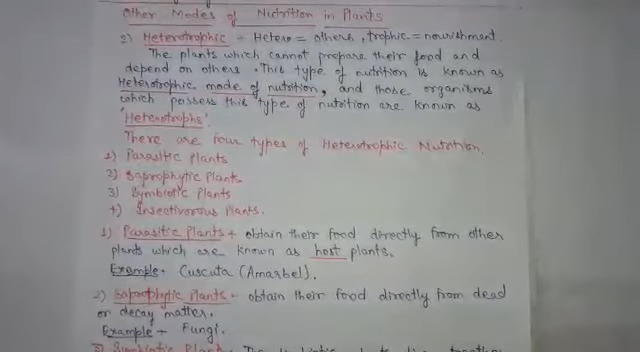 Other Modes of Nutrition in Plants
2) Heterotrophic - Hetero = others, trophic = nourishment.
The plants which cannot prepare their food and
depend on others. This type of nutrition is known as
Heterotrophic mode of nutrition, and those organisms
which possess this type of nutrition are known as
'Heterotrophs'.
There are four types of Heterotrophic Nutrition.
1) Parasitic Plants
2) Saprophytic Plants
3) Symbiotic Plants
4) Insectivorous Plants.
1) Parasitic Plants + obtain their food directly from other
plants which are known as host plants.
Example - Cuscuta (Amarbel).
2) Saprophytic Plants - obtain their food directly from dead
or decay matter.
Example + Fungi.
3) Symbiotic Plant